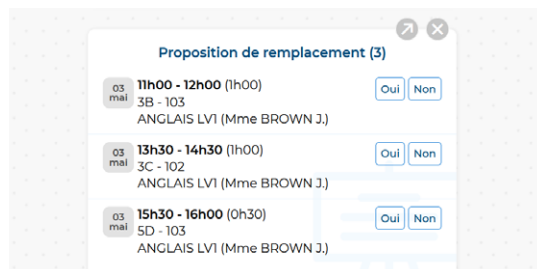 Proposition de remplacement (3)
03 mai
11h00 - 12h00 (1h00)
3B - 103
ANGLAIS LV1 (Mme BROWN J.)
Oui Non
03 mai
13h30 - 14h30 (1h00)
3C - 102
ANGLAIS LV1 (Mme BROWN J.)
Oui Non
03 mai
15h30 - 16h00 (0h30)
5D - 103
ANGLAIS LV1 (Mme BROWN J.)
Oui Non